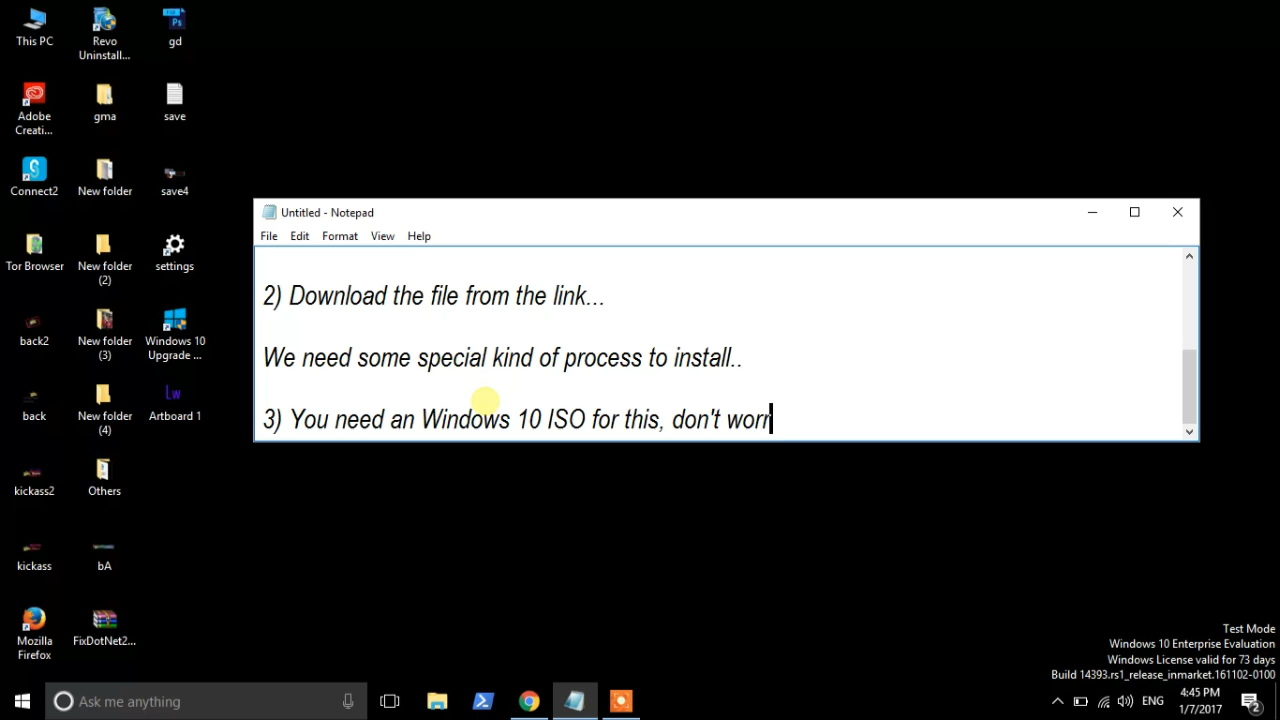 This PC
Revo
Uninstall...
gd
Adobe
Creati...
gma
save
Connect2
New folder
save4
Tor Browser
New folder
(2)
settings
back2
New folder
(3)
Windows 10
Upgrade ...
back
New folder
(4)
Artboard 1
kickass2
Others
kickass
bA
Mozilla
Firefox
FixDotNet2...
Untitled - Notepad
File Edit Format View Help
2) Download the file from the link...
We need some special kind of process to install..
3) You need an Windows 10 ISO for this, don't worr
Test Mode
Windows 10 Enterprise Evaluation
Windows License valid for 73 days
Build 14393.rs1_release_inmarket.161102-0100
Ask me anything
ENG
4:45 PM
1/7/2017
2